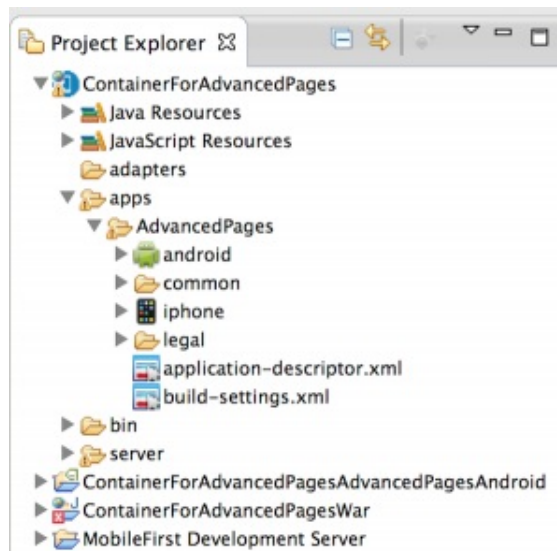 Project Explorer
ContainerForAdvancedPages
Java Resources
JavaScript Resources
adapters
apps
AdvancedPages
android
common
iphone
legal
application-descriptor.xml
build-settings.xml
bin
server
ContainerForAdvancedPagesAdvancedPagesAndroid
ContainerForAdvancedPagesWar
MobileFirst Development Server